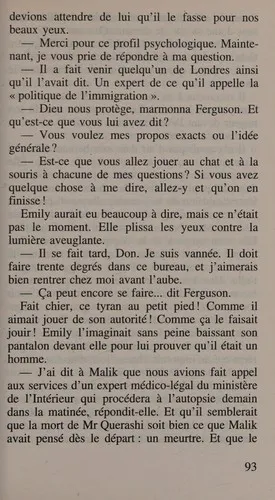 devions attendre de lui qu'il le fasse pour nos
beaux yeux.
— Merci pour ce profil psychologique. Mainte-
nant, je vous prie de répondre à ma question.
— Il a fait venir quelqu'un de Londres ainsi
qu'il l'avait dit. Un expert de ce qu'il appelle la
« politique de l'immigration ».
— Dieu nous protège, marmonna Ferguson. Et
qu'est-ce que vous lui avez dit ?
— Vous voulez mes propos exacts ou l'idée
générale ?
— Est-ce que vous allez jouer au chat et à la
souris à chacune de mes questions ? Si vous avez
quelque chose à me dire, allez-y et qu'on en
finisse !
Emily aurait eu beaucoup à dire, mais ce n'était
pas le moment. Elle plissa les yeux contre la
lumière aveuglante.
— Il se fait tard, Don. Je suis vannée. Il doit
faire trente degrés dans ce bureau, et j'aimerais
bien rentrer chez moi avant l'aube.
— Ça peut encore se faire... dit Ferguson.
Fait chier, ce tyran au petit pied ! Comme il
aimait jouer de son autorité ! Comme ça le faisait
jouir ! Emily l'imaginait sans peine baissant son
pantalon devant elle pour lui prouver qu'il était un
homme.
— J'ai dit à Malik que nous avions fait appel
aux services d'un expert médico-légal du ministère
de l'Intérieur qui procédera à l'autopsie demain
dans la matinée, répondit-elle. Et qu'il semblerait
que la mort de Mr Querashi soit bien ce que Malik
avait pensé dès le départ : un meurtre. Et que le
93